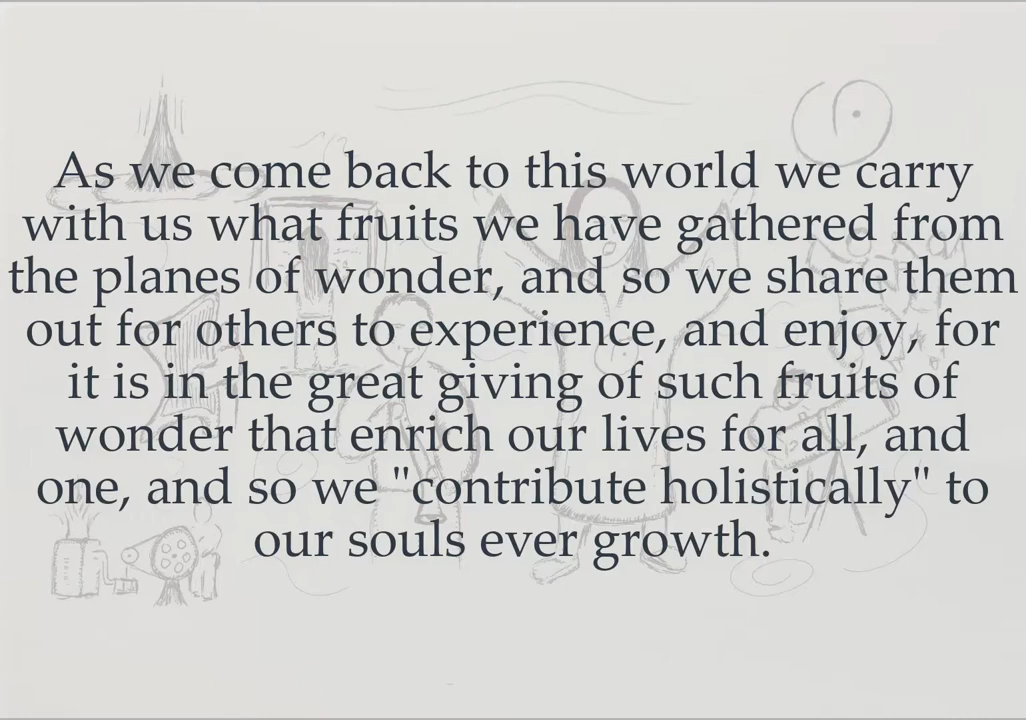 As we come back to this world we carry
with us what fruits we have gathered from
the planes of wonder, and so we share them
out for others to experience, and enjoy, for
it is in the great giving of such fruits of
wonder that enrich our lives for all, and
one, and so we "contribute holistically" to
our souls ever growth.